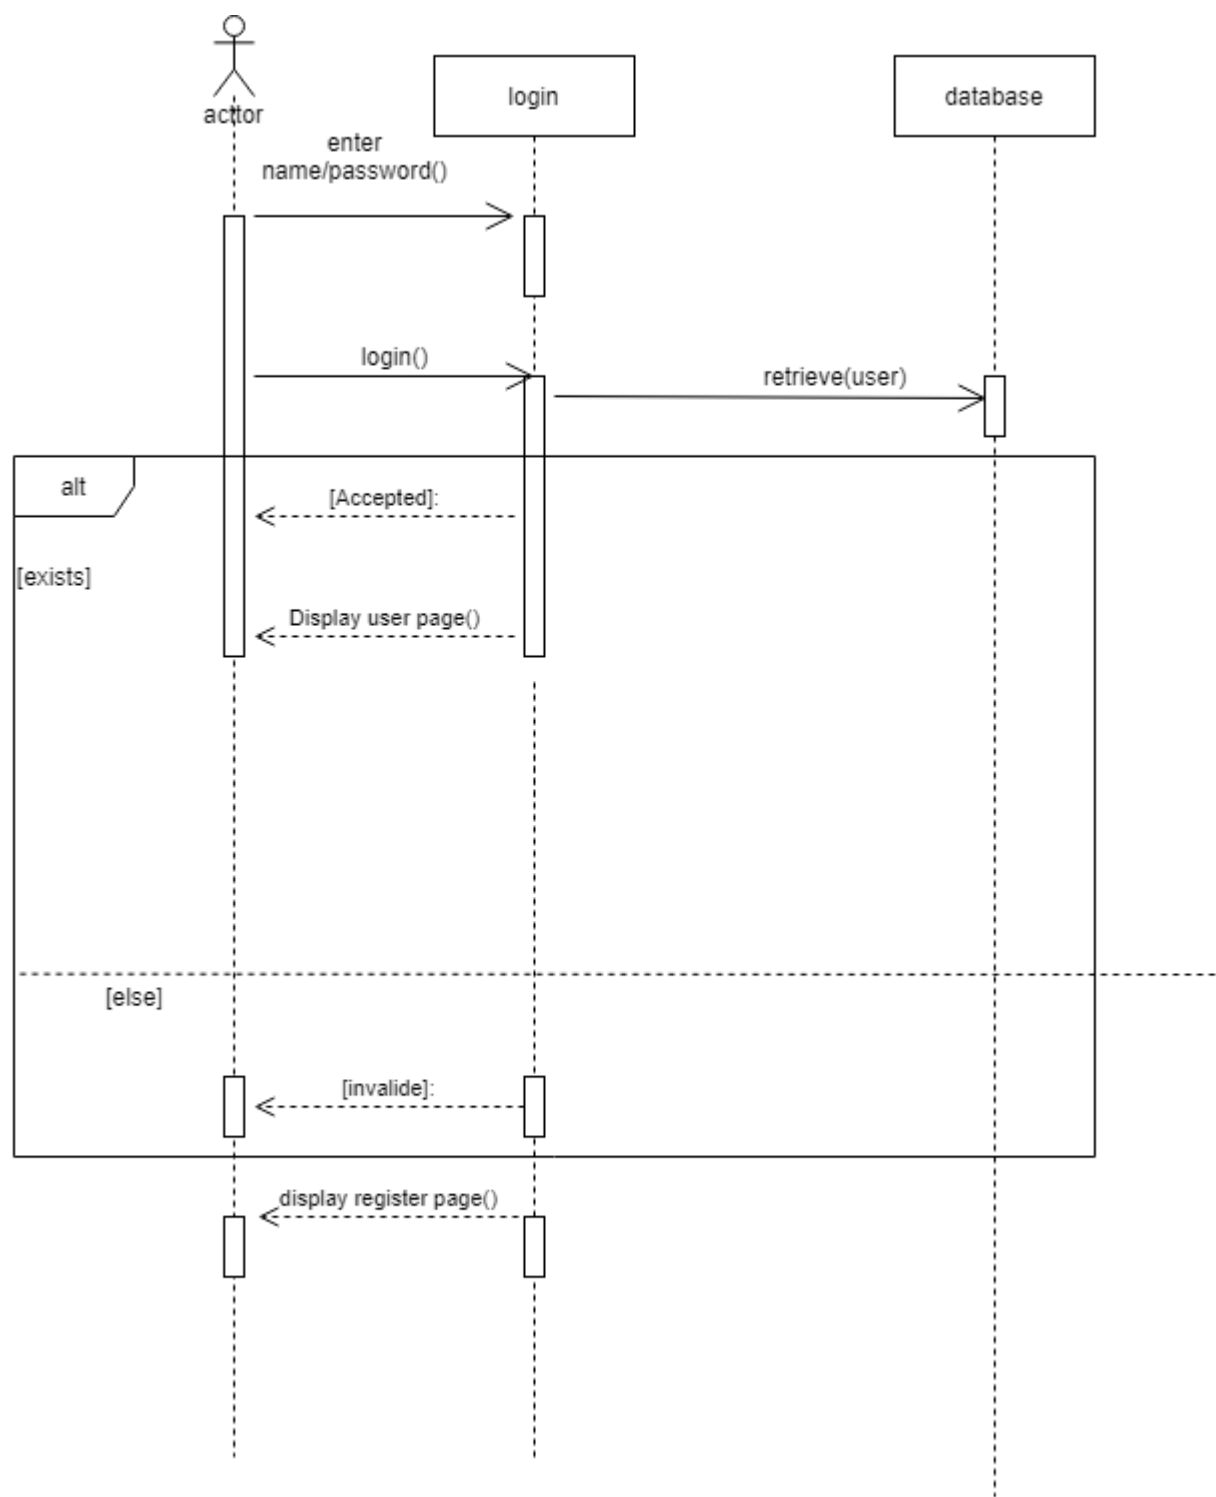 acttor
login
database
enter
name/password()
login()
retrieve(user)
alt
[Accepted]:
[exists]
Display user page()
[else]
[invalide]:
display register page()